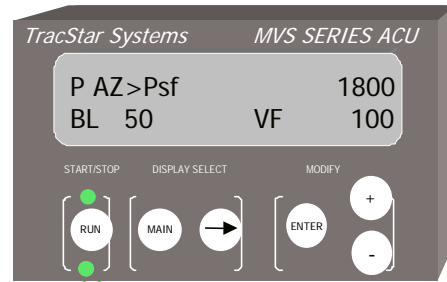 TracStar Systems MVS SERIES ACU
P AZ>Psf 1800
BL 50 VF 100
START/STOP DISPLAY SELECT MODIFY
RUN MAIN ENTER +
-